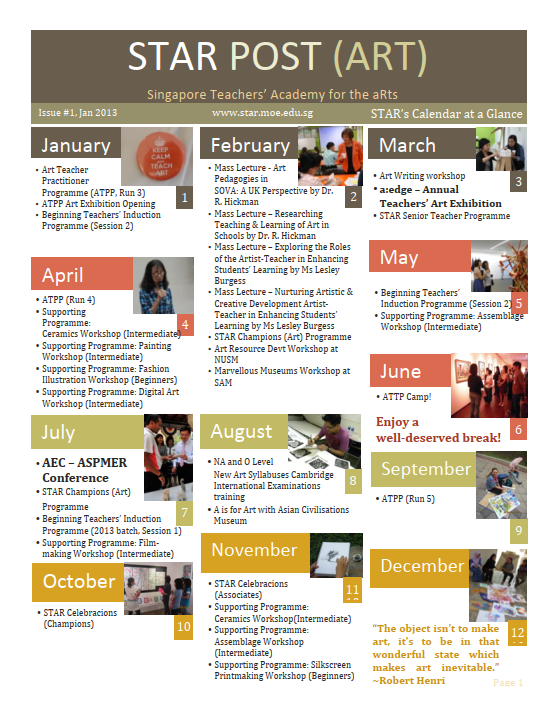 STAR POST (ART)
Singapore Teachers' Academy for the aRts
Issue #1, Jan 2013
www.star.moe.edu.sg
STAR's Calendar at a Glance
January
KEEP
CALM
TEACH
ART
1
• Art Teacher
Practitioner
Programme (ATPP, Run 3)
• ATPP Art Exhibition Opening
• Beginning Teachers' Induction
Programme (Session 2)
February
2
• Mass Lecture - Art
Pedagogies in
SOVA: A UK Perspective by Dr.
R. Hickman
• Mass Lecture – Researching
Teaching & Learning of Art in
Schools by Dr. R. Hickman
• Mass Lecture – Exploring the Roles
of the Artist-Teacher in Enhancing
Students' Learning by Ms Lesley
Burgess
• Mass Lecture – Nurturing Artistic &
Creative Development Artist-
Teacher in Enhancing Students'
Learning by Ms Lesley Burgess
• STAR Champions (Art) Programme
• Art Resource Devt Workshop at
NUSM
• Marvellous Museums Workshop at
SAM
March
3
• Art Writing workshop
• a:edge – Annual
Teachers' Art Exhibition
• STAR Senior Teacher Programme
April
4
• ATPP (Run 4)
• Supporting
Programme:
Ceramics Workshop (Intermediate)
• Supporting Programme: Painting
Workshop (Intermediate)
• Supporting Programme: Fashion
Illustration Workshop (Beginners)
• Supporting Programme: Digital Art
Workshop (Intermediate)
May
5
• Beginning Teachers'
Induction Programme (Session 2)
• Supporting Programme: Assemblage
Workshop (Intermediate)
June
6
• ATTP Camp!
Enjoy a
well-deserved break!
July
7
• AEC – ASPMER
Conference
• STAR Champions (Art)
Programme
• Beginning Teachers' Induction
Programme (2013 batch, Session 1)
• Supporting Programme: Film-
making Workshop (Intermediate)
August
8
• NA and O Level
New Art Syllabuses Cambridge
International Examinations
training
• A is for Art with Asian Civilisations
Museum
September
9
• ATPP (Run 5)
October
10
• STAR Celebracions
(Champions)
November
11
• STAR Celebracions
(Associates)
• Supporting Programme:
Ceramics Workshop(Intermediate)
• Supporting Programme:
Assemblage Workshop
(Intermediate)
• Supporting Programme: Silkscreen
Printmaking Workshop (Beginners)
December
12
"The object isn't to make
art, it's to be in that
wonderful state which
makes art inevitable."
~Robert Henri
Page 1